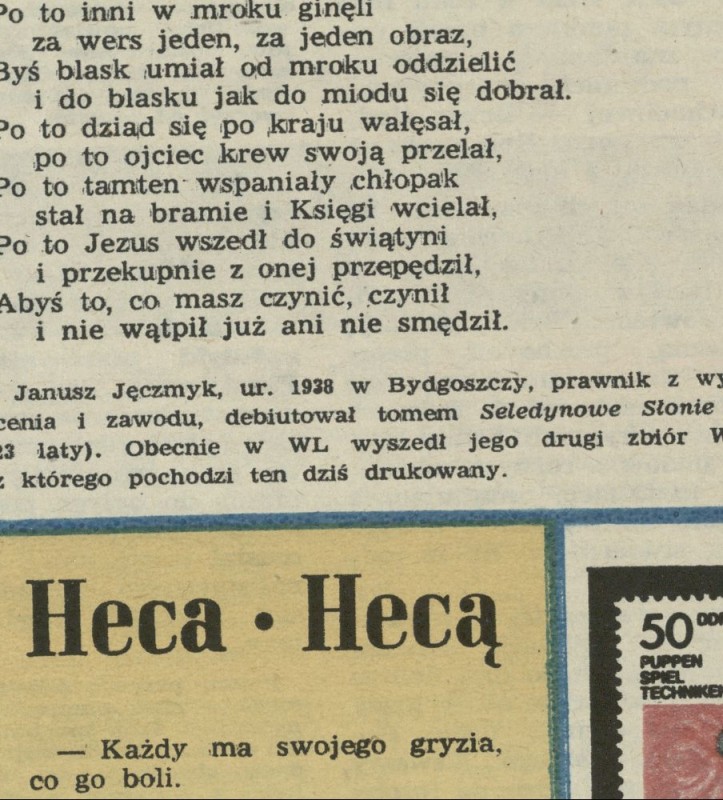 Po to inni w mroku ginęli
za wers jeden, za jeden obraz,
Byś blask umiał od mroku oddzielić
i do blasku jak do miodu się dobrał.
Po to dziad się po kraju wałęsał,
po to ojciec krew swoją przelał,
Po to tamten wspaniały chłopak
stał na bramie i Księgi wcielał,
Po to Jezus wszedł do świątyni
i przekupnie z onej przepędził,
Abyś to, co masz czynić, czynił
i nie wątpił już ani nie smędził.
Janusz Jęczmyk, ur. 1938 w Bydgoszczy, prawnik z wy
cenia i zawodu, debiutował tomem Seledynowe Słonie
23 laty). Obecnie w WL wyszedł jego drugi zbiór W
z którego pochodzi ten dziś drukowany.
Heca • Hecą
— Każdy ma swojego gryzia,
co go boli.
50 DDR
PUPPEN
SPIEL
TECHNIKEN